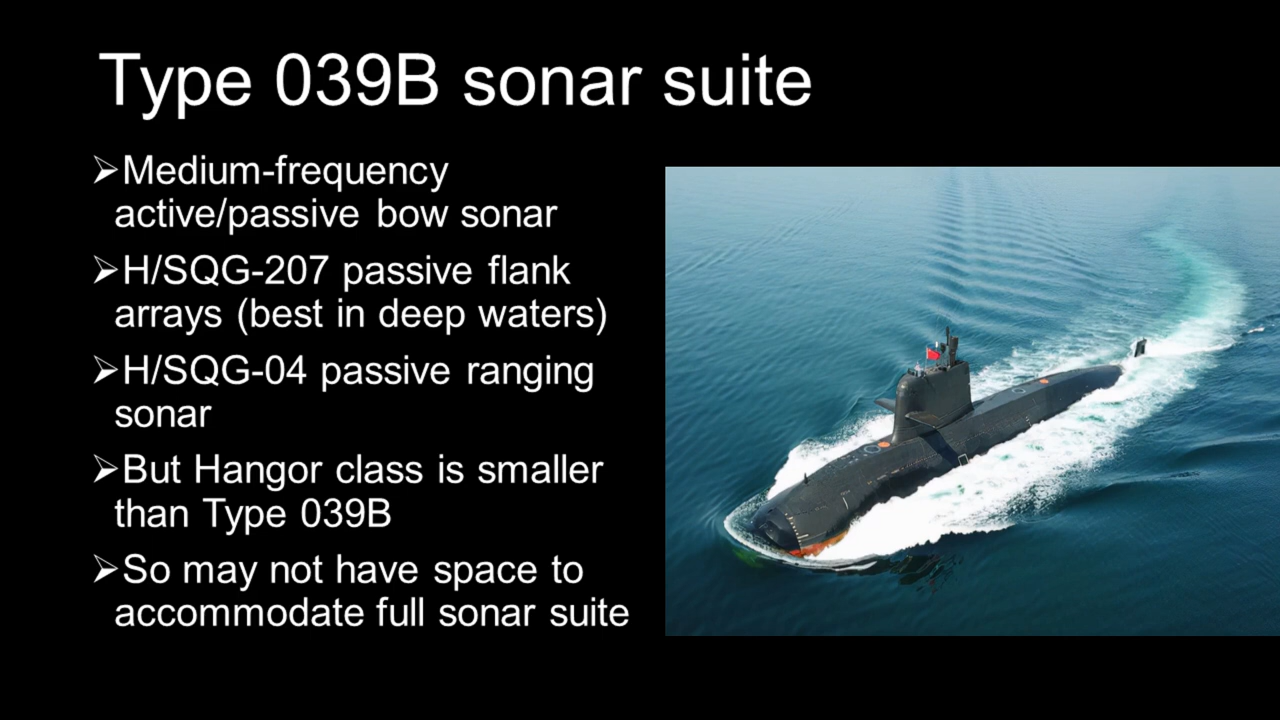 Type 039B sonar suite
➢Medium-frequency
active/passive bow sonar
➢H/SQG-207 passive flank
arrays (best in deep waters)
➢H/SQG-04 passive ranging
sonar
➢But Hangor class is smaller
than Type 039B
➢So may not have space to
accommodate full sonar suite